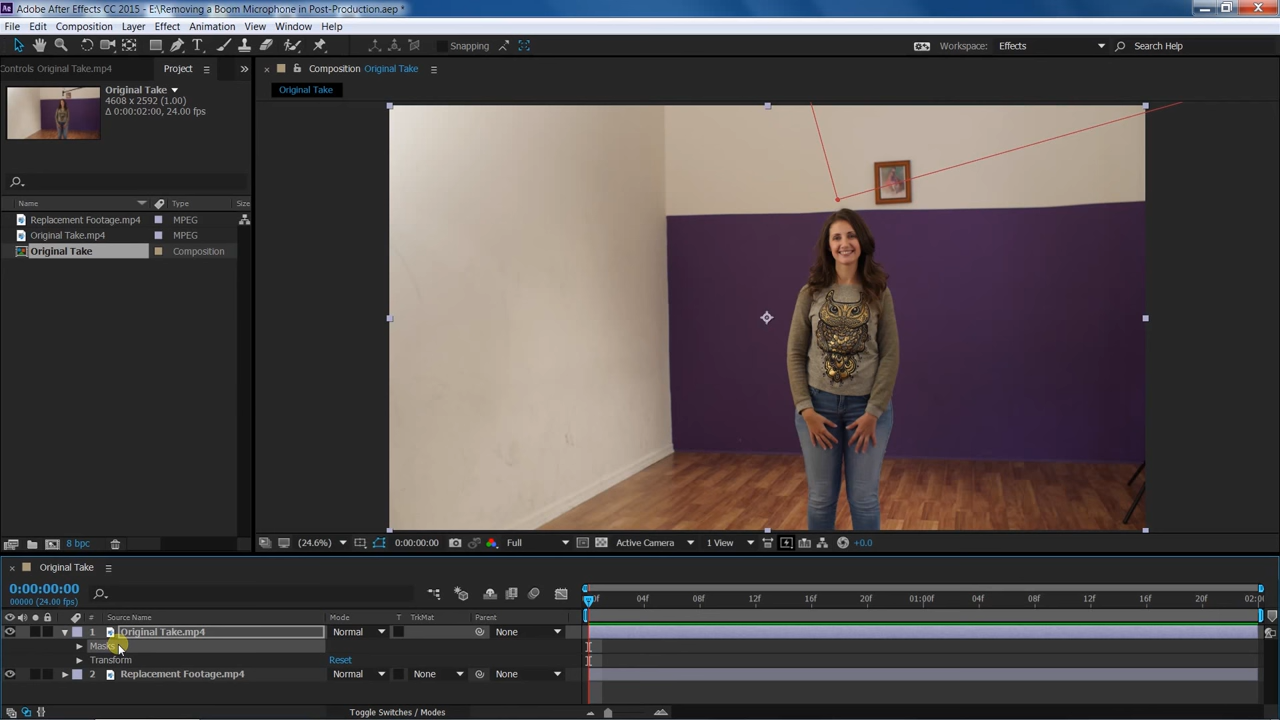 Adobe After Effects CC 2015 - E:\Removing a Boom Microphone in Post-Production.aep *
File Edit Composition Layer Effect Animation View Window Help
Snapping
Workspace: Effects
Search Help
Controls Original Take.mp4
Project
Composition Original Take
Original Take
Original Take
4608 x 2592 (1.00)
Δ 0:00:02:00, 24.00 fps
Name Type Size
Replacement Footage.mp4 MPEG
Original Take.mp4 MPEG
Original Take Composition
8 bpc
(24.6%) 0:00:00:00 Full Active Camera 1 View +0.0
Original Take
0:00:00:00
00000 (24.00 fps)
04f 08f 12f 16f 20f 01:00f 04f 08f 12f 16f 20f 02:0
# Source Name Mode T TrkMat Parent
1 Original Take.mp4 Normal None
Masks
Transform Reset
2 Replacement Footage.mp4 Normal None None
Toggle Switches / Modes